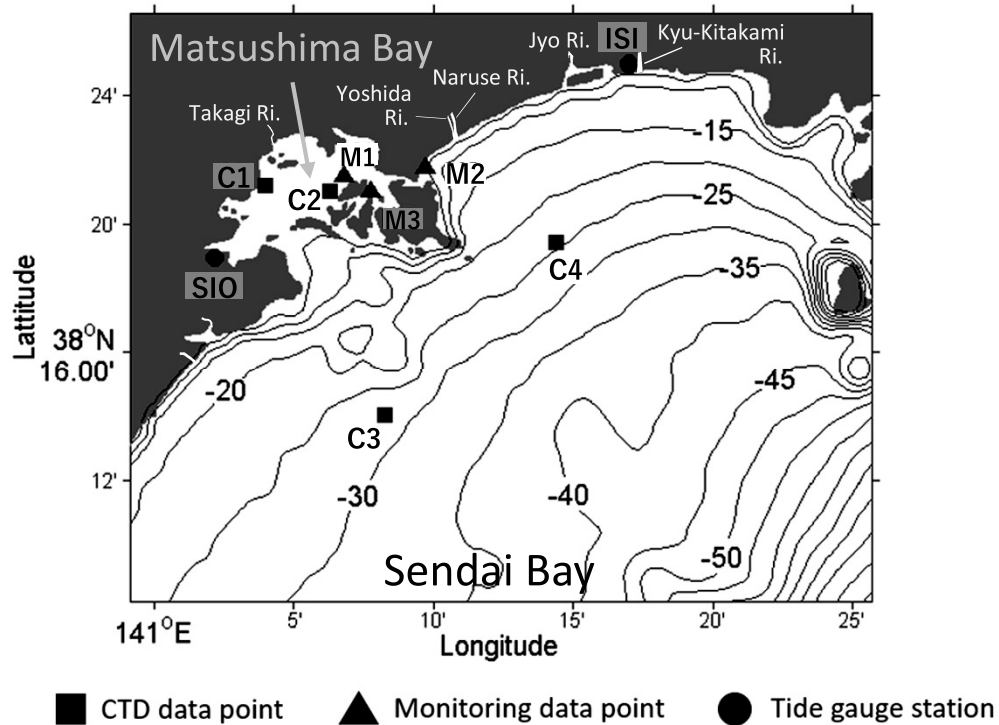 Matsushima Bay
Jyo Ri.
ISI
Kyu-Kitakami
Ri.
24'
Takagi Ri.
Yoshida
Ri.
Naruse Ri.
-15
C1
M1
C2
M2
M3
-25
20'
SIO
C4
-35
Lattitude
38°N
16.00'
-20
-45
C3
12'
-30
-40
-50
Sendai Bay
141°E
5'
10'
15'
20'
25'
Longitude
CTD data point
Monitoring data point
Tide gauge station